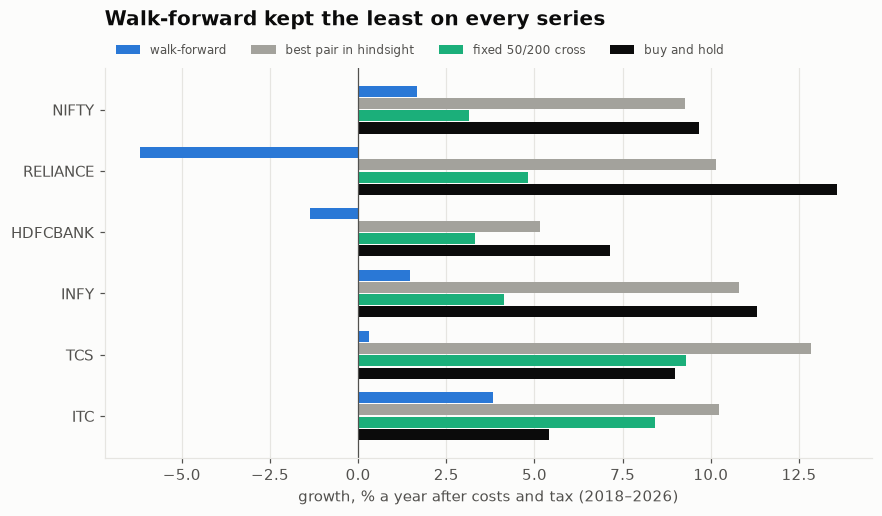 Walk-forward kept the least on every series
walk-forward best pair in hindsight fixed 50/200 cross buy and hold
NIFTY
RELIANCE
HDFCBANK
INFY
TCS
ITC
−5.0 −2.5 0.0 2.5 5.0 7.5 10.0 12.5
growth, % a year after costs and tax (2018–2026)